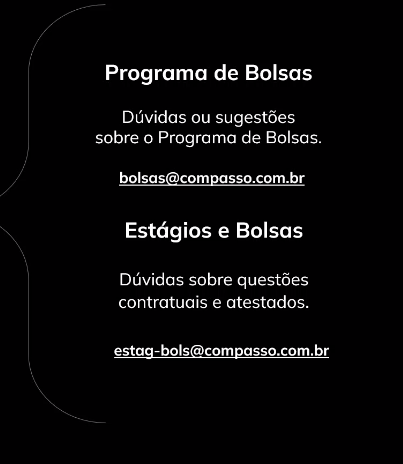 Programa de Bolsas
Dúvidas ou sugestões
sobre o Programa de Bolsas.
bolsas@compasso.com.br
Estágios e Bolsas
Dúvidas sobre questões
contratuais e atestados.
estag-bols@compasso.com.br